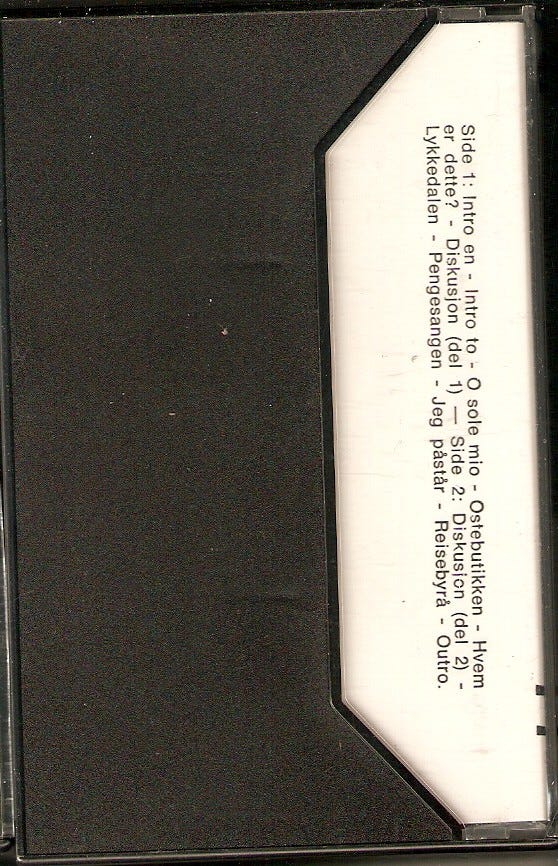 Side 1: Intro en - Intro to - O sole mio - Ostebutikken - Hvem
er dette? - Diskusjon (del 1) — Side 2: Diskusion (del 2) -
Lykkedalen - Pengesangen - Jeg påstår - Reisebyrå - Outro.